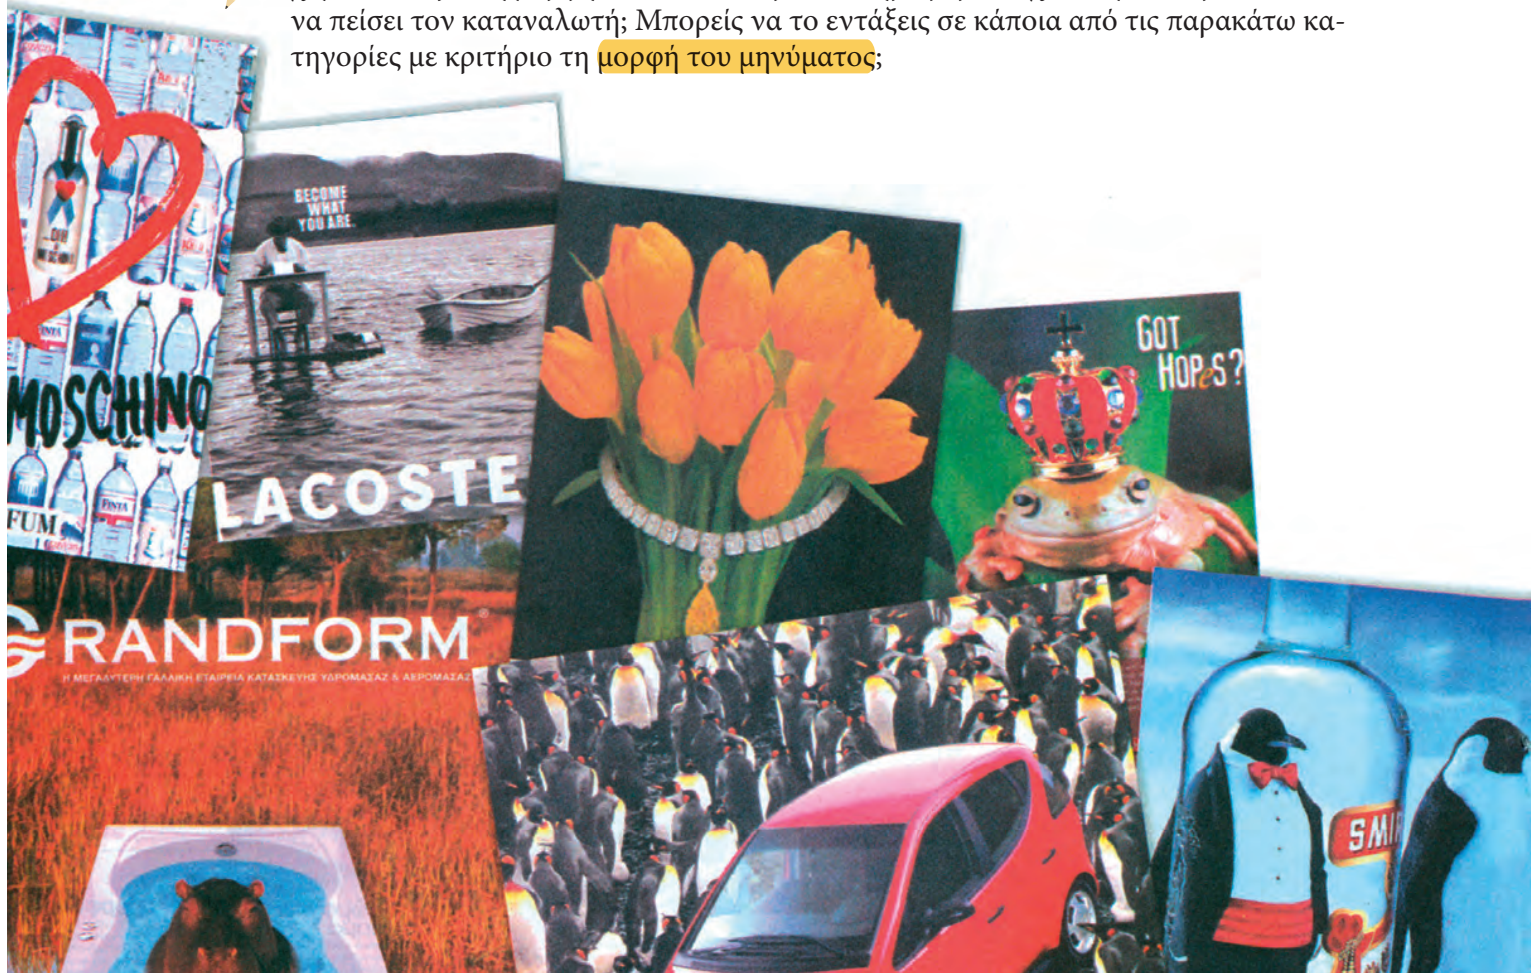 να πείσει τον καταναλωτή; Μπορείς να το εντάξεις σε κάποια από τις παρακάτω κα-
τηγορίες με κριτήριο τη μορφή του μηνύματος;
BECOME
WHAT
YOU ARE.
MOSCHINO
LACOSTE
FUM
GOT
HOPeS?
RANDFORM
Η ΜΕΓΑΛΥΤΕΡΗ ΓΑΛΛΙΚΗ ΕΤΑΙΡΕΙΑ ΚΑΤΑΣΚΕΥΗΣ ΥΔΡΟΜΑΣΑΖ & ΑΕΡΟΜΑΣΑΖ
SMI